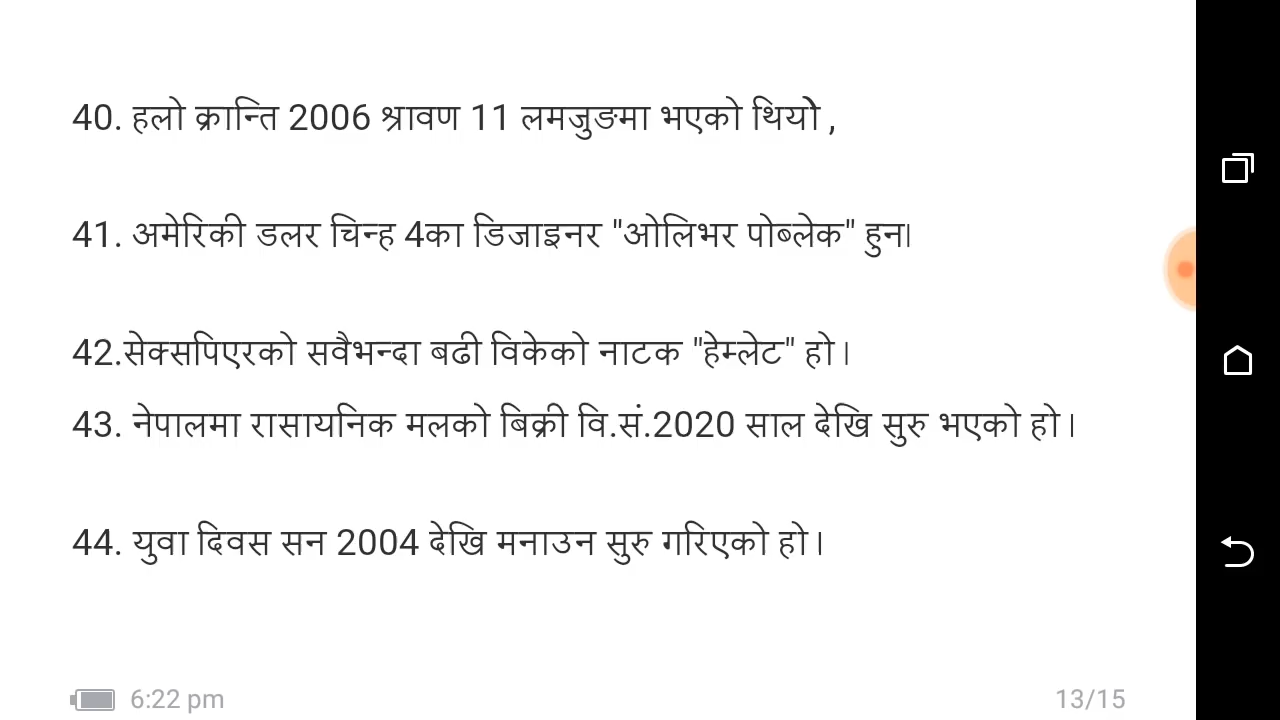 40. हलो क्रान्ति 2006 श्रावण 11 लमजुङमा भएको थियोे ,
41. अमेरिकी डलर चिन्ह 4का डिजाइनर "ओलिभर पोब्लेक" हुन।
42.सेक्सपिएरको सवैभन्दा बढी विकेको नाटक "हेम्लेट" हो।
43. नेपालमा रासायनिक मलको बिक्री वि.सं.2020 साल देखि सुरु भएको हो।
44. युवा दिवस सन 2004 देखि मनाउन सुरु गरिएको हो।
6:22 pm 13/15